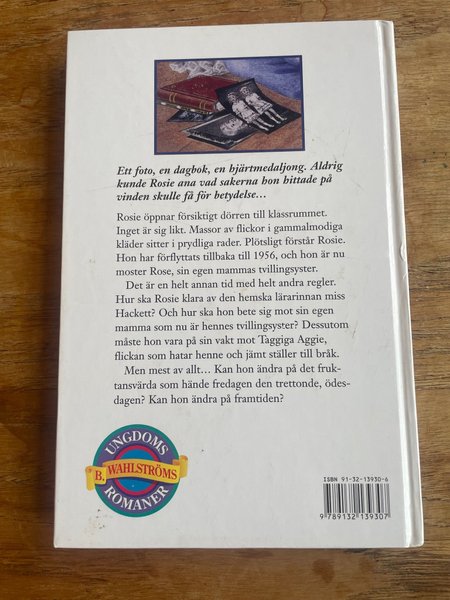 Ett foto, en dagbok, en hjärtmedaljong. Aldrig
kunde Rosie ana vad sakerna hon hittade på
vinden skulle få för betydelse…
Rosie öppnar försiktigt dörren till klassrummet.
Inget är sig likt. Massor av flickor i gammalmodiga
kläder sitter i prydliga rader. Plötsligt förstår Rosie.
Hon har förflyttats tillbaka till 1956, och hon är nu
moster Rose, sin egen mammas tvillingsyster.
Det är en helt annan tid med helt andra regler.
Hur ska Rosie klara av den hemska lärarinnan miss
Hackett? Och hur ska hon bete sig mot sin egen
mamma som nu är hennes tvillingsyster? Dessutom
måste hon vara på sin vakt mot Taggiga Aggie,
flickan som hatar henne och jämt ställer till bråk.
Men mest av allt… Kan hon ändra på det fruk-
tansvärda som hände fredagen den trettonde, ödes-
dagen? Kan hon ändra på framtiden?
UNGDOMS
B. WAHLSTRÖMS
ROMANER
ISBN 91-32-13930-6
9 789132 139307